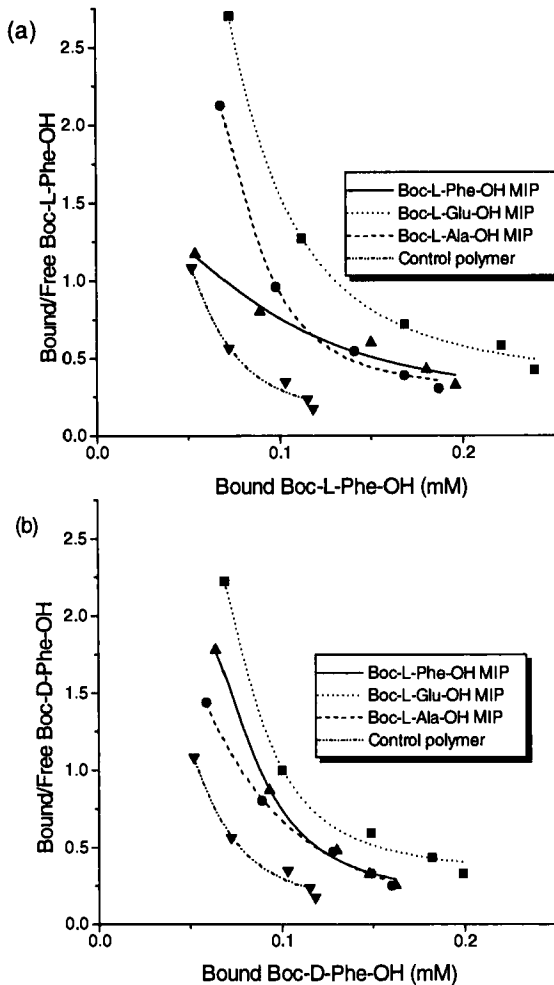 (a)
Bound/Free Boc-L-Phe-OH
2.5
2.0
1.5
1.0
0.5
0.0
0.0
0.1
0.2
Bound Boc-L-Phe-OH (mM)
Boc-L-Phe-OH MIP
Boc-L-Glu-OH MIP
Boc-L-Ala-OH MIP
Control polymer
(b)
Bound/Free Boc-D-Phe-OH
2.5
2.0
1.5
1.0
0.5
0.0
0.0
0.1
0.2
Bound Boc-D-Phe-OH (mM)
Boc-L-Phe-OH MIP
Boc-L-Glu-OH MIP
Boc-L-Ala-OH MIP
Control polymer